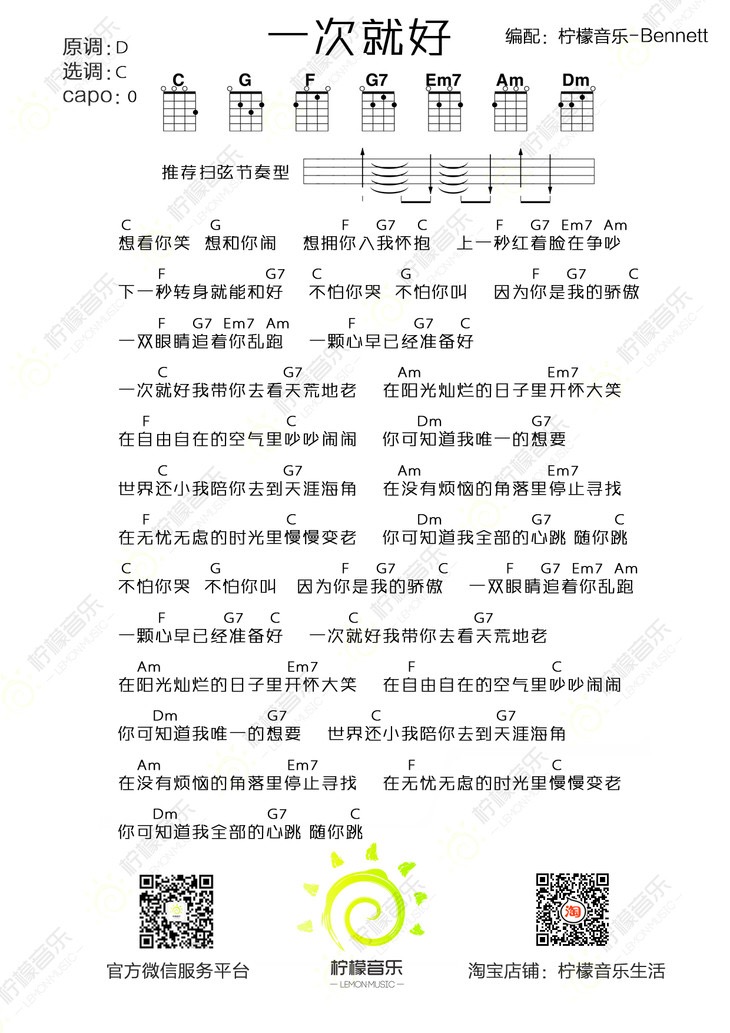 一次就好
原调：D
选调：C
capo：0
编配：柠檬音乐-Bennett
C G F G7 Em7 Am Dm
推荐扫弦节奏型
C G F G7 C F G7 Em7 Am
想看你笑 想和你闹 想拥你入我怀抱 上一秒红着脸在争吵
F G7 C G F G7 C
下一秒转身就能和好 不怕你哭 不怕你叫 因为你是我的骄傲
F G7 Em7 Am F G7 C
一双眼睛追着你乱跑 一颗心早已经准备好
C G7 Am Em7
一次就好我带你去看天荒地老 在阳光灿烂的日子里开怀大笑
F C Dm G7
在自由自在的空气里吵吵闹闹 你可知道我唯一的想要
C G7 Am Em7
世界还小我陪你去到天涯海角 在没有烦恼的角落里停止寻找
F C Dm G7 C
在无忧无虑的时光里慢慢变老 你可知道我全部的心跳 随你跳
C G F G7 C F G7 Em7 Am
不怕你哭 不怕你叫 因为你是我的骄傲 一双眼睛追着你乱跑
F G7 C C G7
一颗心早已经准备好 一次就好我带你去看天荒地老
Am Em7 F C
在阳光灿烂的日子里开怀大笑 在自由自在的空气里吵吵闹闹
Dm G7 C G7
你可知道我唯一的想要 世界还小我陪你去到天涯海角
Am Em7 F C
在没有烦恼的角落里停止寻找 在无忧无虑的时光里慢慢变老
Dm G7 C
你可知道我全部的心跳 随你跳
淘
官方微信服务平台
柠檬音乐
LEMON MUSIC
淘宝店铺：柠檬音乐生活